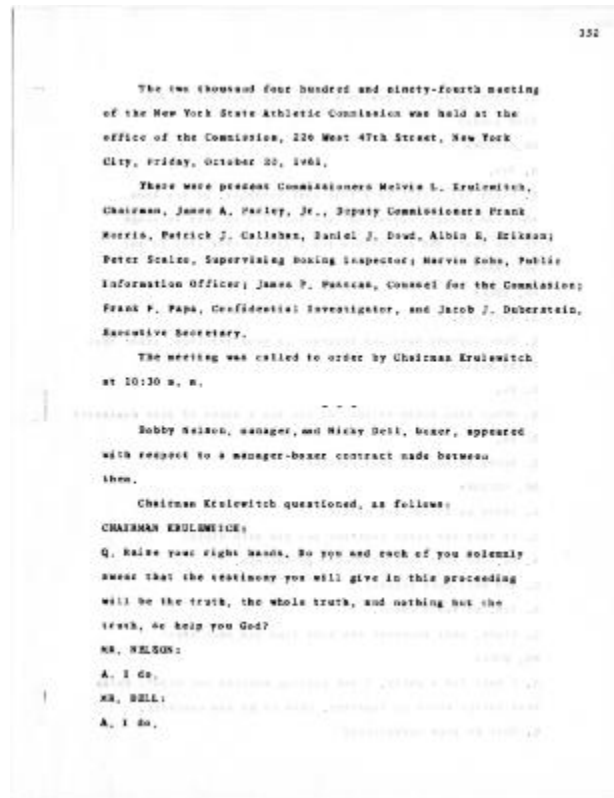 352
The two thousand four hundred and ninety-fourth meeting
of the New York State Athletic Commission was held at the
office of the Commission, 226 West 47th Street, New York
City, Friday, October 20, 1961.
There were present Commissioners Melvin L. Krulewitch,
Chairman, James A. Farley, Jr., Deputy Commissioners Frank
Morris, Patrick J. Callahan, Daniel J. Dowd, Albin E. Erikson;
Peter Scalzo, Supervising Boxing Inspector; Marvin Kohn, Public
Information Officer; James P. Counsel for the Commission;
Frank F. Papa, Confidential Investigator, and Jacob J. Duberstein,
Executive Secretary.
The meeting was called to order by Chairman Krulewitch
at 10:30 a. m.
- - -
Bobby Nelson, manager, and Micky Dell, boxer, appeared
with respect to a manager-boxer contract made between
them.
Chairman Krulewitch questioned, as follows:
CHAIRMAN KRULEWITCH:
Q. Raise your right hands. Do you and each of you solemnly
swear that the testimony you will give in this proceeding
will be the truth, the whole truth, and nothing but the
truth, so help you God?
MR. NELSON:
A. I do.
MR. DELL:
A. I do.